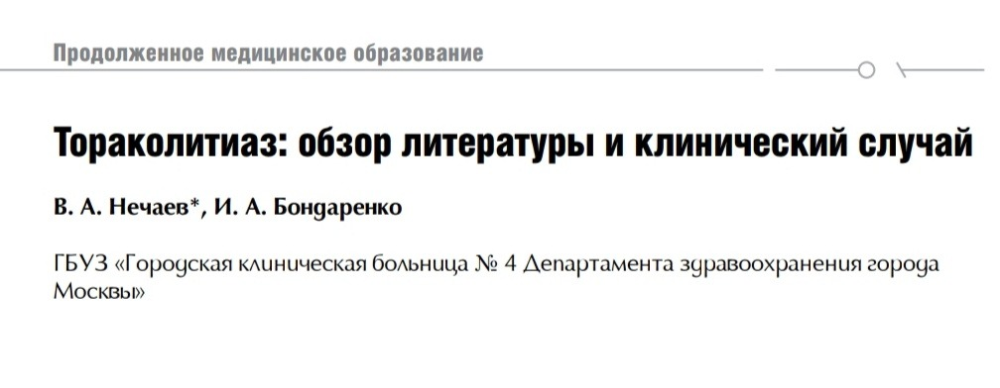 Продолженное медицинское образование
Тораколитиаз: обзор литературы и клинический случай
В. А. Нечаев*, И. А. Бондаренко
ГБУЗ «Городская клиническая больница № 4 Департамента здравоохранения города
Москвы»